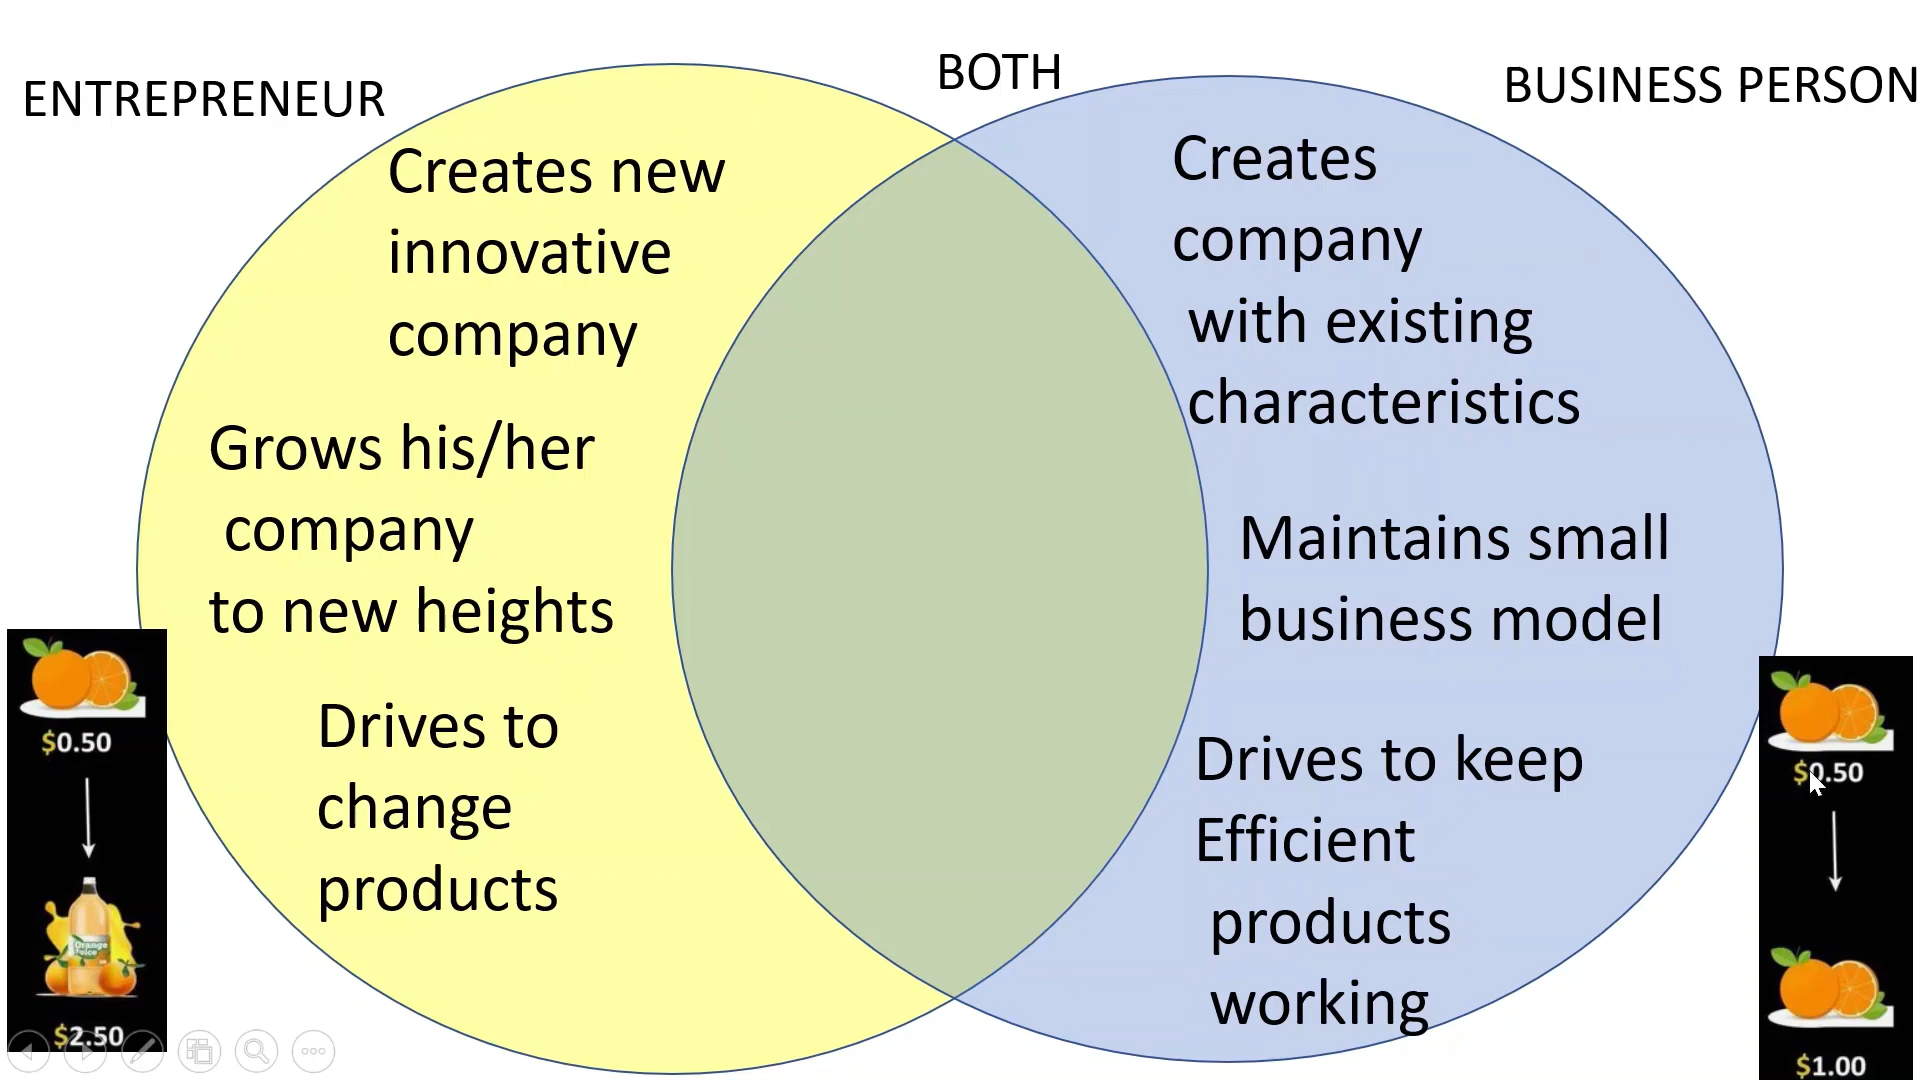 ENTREPRENEUR
BOTH
BUSINESS PERSON
Creates new
innovative
company
Grows his/her
company
to new heights
Drives to
change
products
Creates
company
with existing
characteristics
Maintains small
business model
Drives to keep
Efficient
products
working
$0.50
Orange
Juice
$2.50
$0.50
$1.00